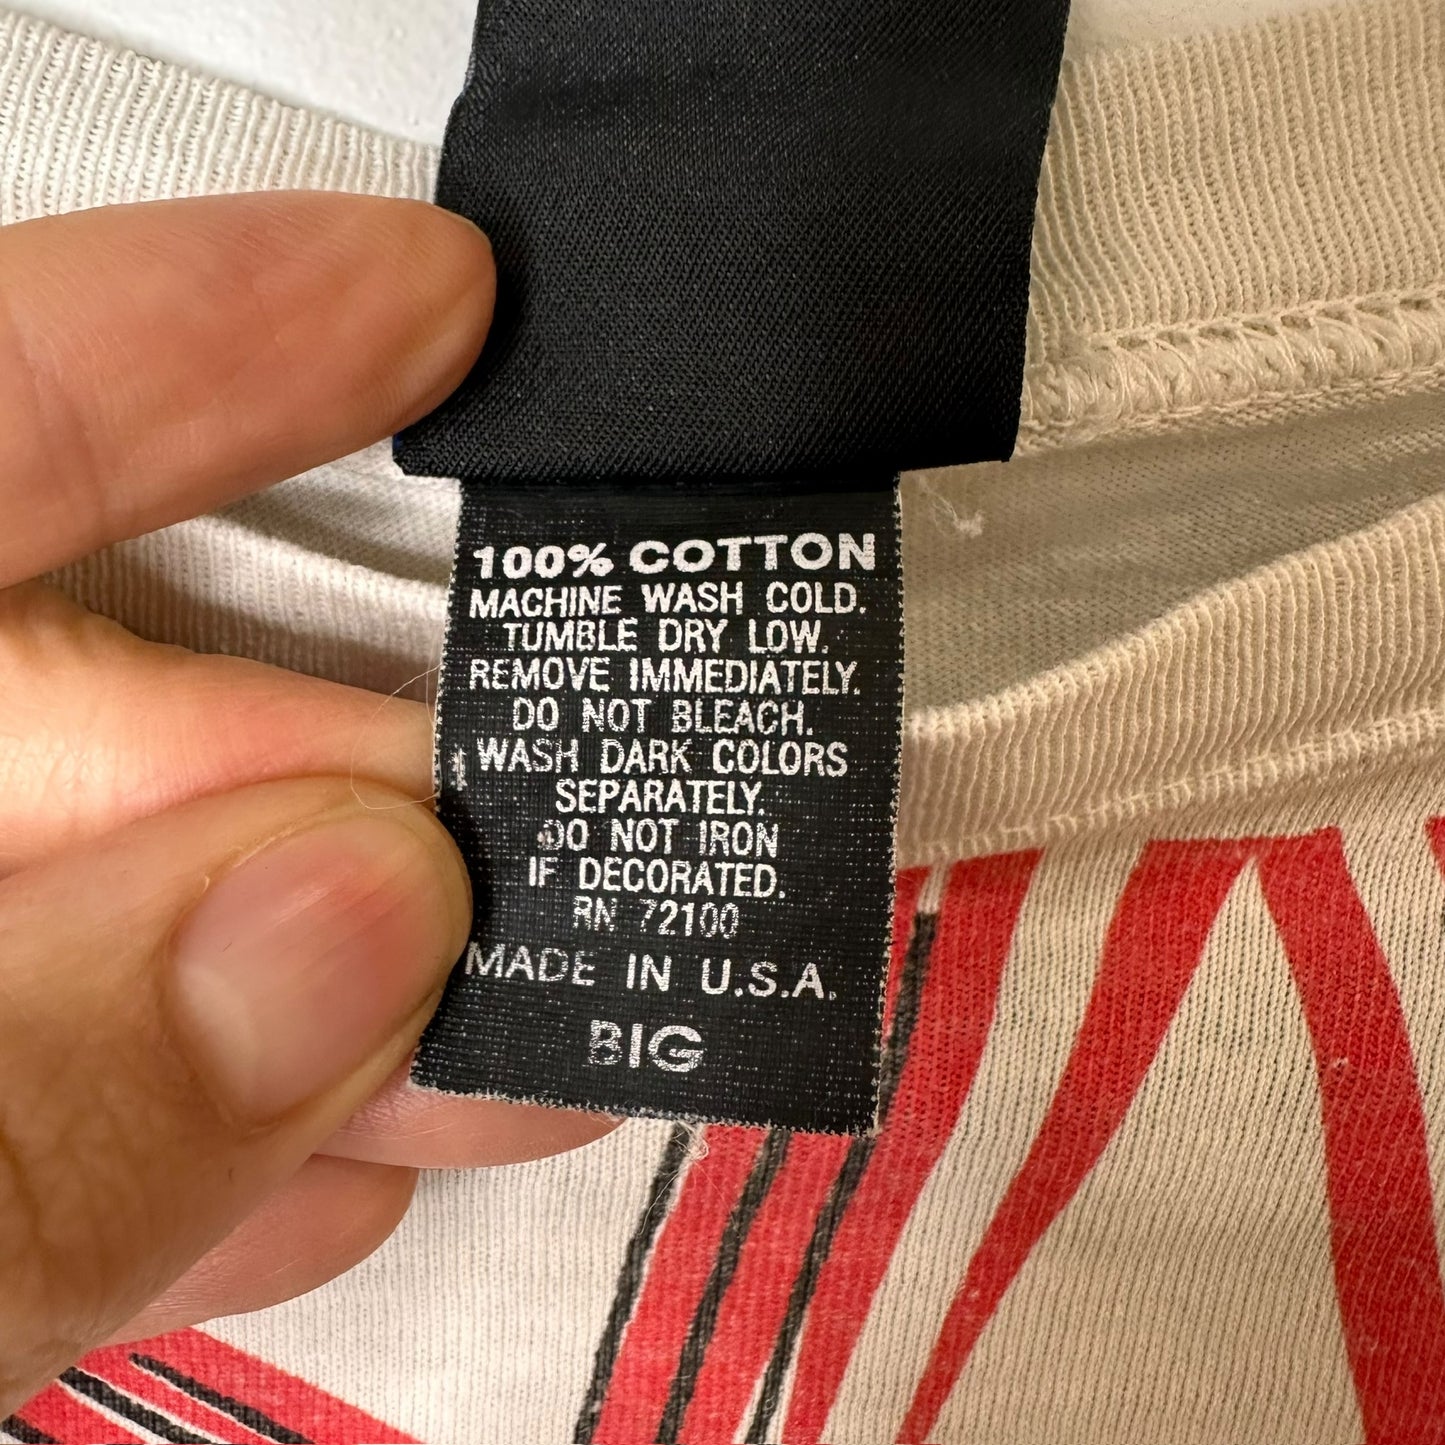 100% COTTON
MACHINE WASH COLD.
TUMBLE DRY LOW.
REMOVE IMMEDIATELY.
DO NOT BLEACH.
WASH DARK COLORS
SEPARATELY.
DO NOT IRON
IF DECORATED.
RN 72100
MADE IN U.S.A.
BIG